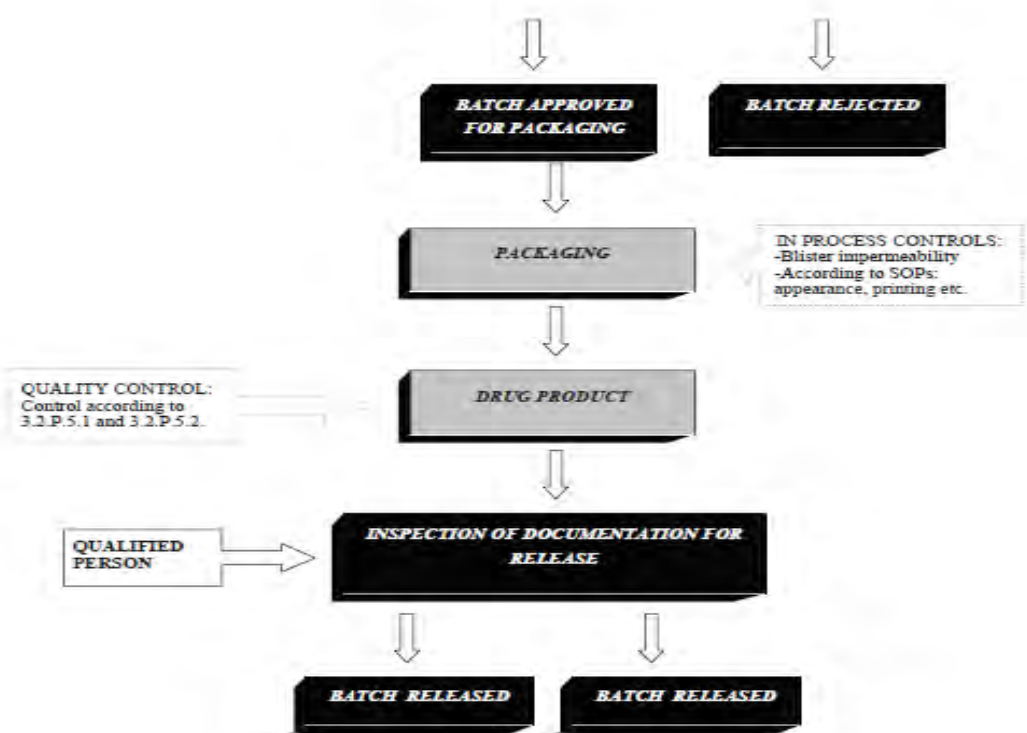 BATCH APPROVED
FOR PACKAGING
BATCH REJECTED
PACKAGING
IN PROCESS CONTROLS:
-Blister impermeability
-According to SOPs:
appearance, printing etc.
QUALITY CONTROL:
Control according to
3.2.P.5.1 and 3.2.P.5.2.
DRUG PRODUCT
QUALIFIED
PERSON
INSPECTION OF DOCUMENTATION FOR
RELEASE
BATCH RELEASED
BATCH RELEASED